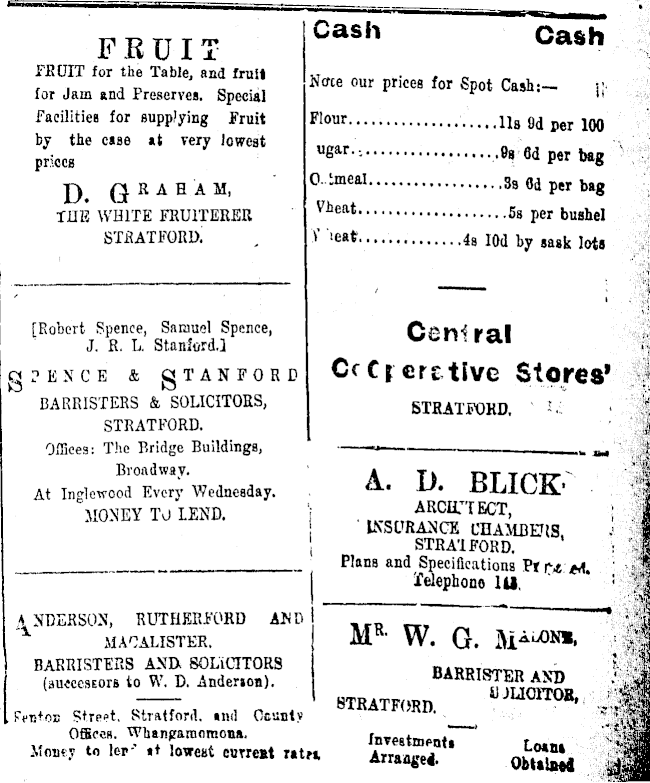 FRUIT
FRUIT for the Table, and fruit
for Jam and Preserves. Special
Facilities for supplying Fruit
by the case at very lowest
prices
D. GRAHAM,
THE WHITE FRUITERER
STRATFORD.
[Robert Spence, Samuel Spence,
J. R. L. Stanford.]
SPENCE & STANFORD
BARRISTERS & SOLICITORS,
STRATFORD.
Offices: The Bridge Buildings,
Broadway.
At Inglewood Every Wednesday.
MONEY TO LEND.
ANDERSON, RUTHERFORD AND
MACALISTER,
BARRISTERS AND SOLICITORS
(successors to W. D. Anderson).
Fenton Street, Stratford, and County
Offices, Whangamomona.
Money to lend at lowest current rates.
Cash Cash
Note our prices for Spot Cash:—
Flour....................11s 9d per 100
ugar....................9s 6d per bag
Oatmeal...................3s 6d per bag
Wheat.....................5s per bushel
Wheat..............4s 10d by sask lots
Central
Co Operative Stores'
STRATFORD.
A. D. BLICK
ARCHITECT,
INSURANCE CHAMBERS,
STRATFORD.
Plans and Specifications Prepared.
Telephone
MR. W. G. MALONE,
BARRISTER AND
SOLICITOR,
STRATFORD.
Investments Loans
Arranged. Obtained